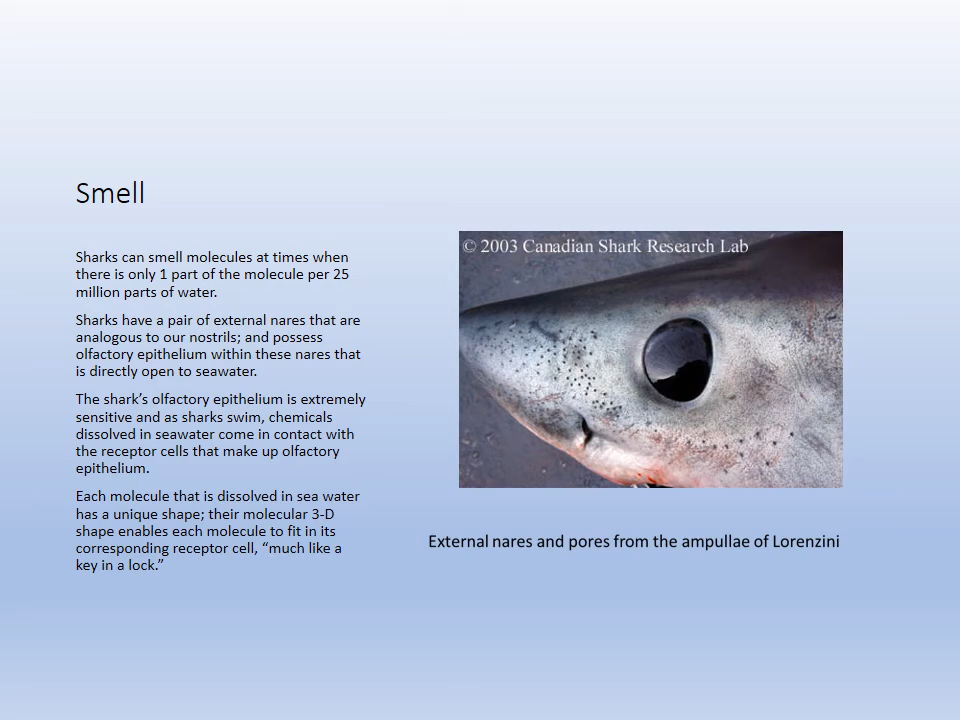 Smell
Sharks can smell molecules at times when
there is only 1 part of the molecule per 25
million parts of water.
Sharks have a pair of external nares that are
analogous to our nostrils; and possess
olfactory epithelium within these nares that
is directly open to seawater.
The shark’s olfactory epithelium is extremely
sensitive and as sharks swim, chemicals
dissolved in seawater come in contact with
the receptor cells that make up olfactory
epithelium.
Each molecule that is dissolved in sea water
has a unique shape; their molecular 3-D
shape enables each molecule to fit in its
corresponding receptor cell, “much like a
key in a lock.”
© 2003 Canadian Shark Research Lab
External nares and pores from the ampullae of Lorenzini